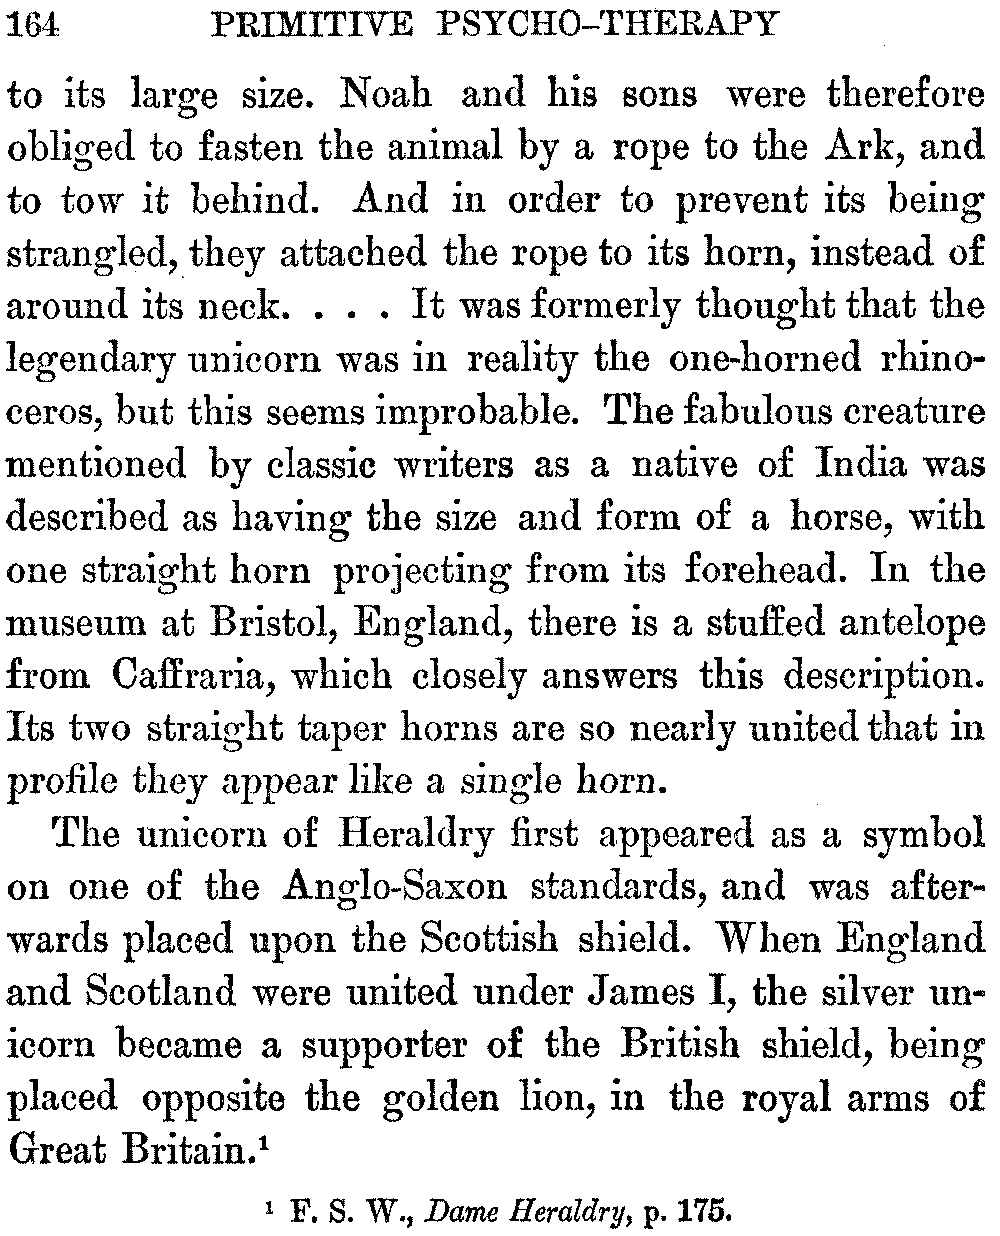 164 PRIMITIVE PSYCHO-THERAPY
to its large size. Noah and his sons were therefore
obliged to fasten the animal by a rope to the Ark, and
to tow it behind. And in order to prevent its being
strangled, they attached the rope to its horn, instead of
around its neck. . . . It was formerly thought that the
legendary unicorn was in reality the one-horned rhino-
ceros, but this seems improbable. The fabulous creature
mentioned by classic writers as a native of India was
described as having the size and form of a horse, with
one straight horn projecting from its forehead. In the
museum at Bristol, England, there is a stuffed antelope
from Caffraria, which closely answers this description.
Its two straight taper horns are so nearly united that in
profile they appear like a single horn.
The unicorn of Heraldry first appeared as a symbol
on one of the Anglo-Saxon standards, and was after-
wards placed upon the Scottish shield. When England
and Scotland were united under James I, the silver un-
icorn became a supporter of the British shield, being
placed opposite the golden lion, in the royal arms of
Great Britain.¹
¹ F. S. W., Dame Heraldry, p. 175.